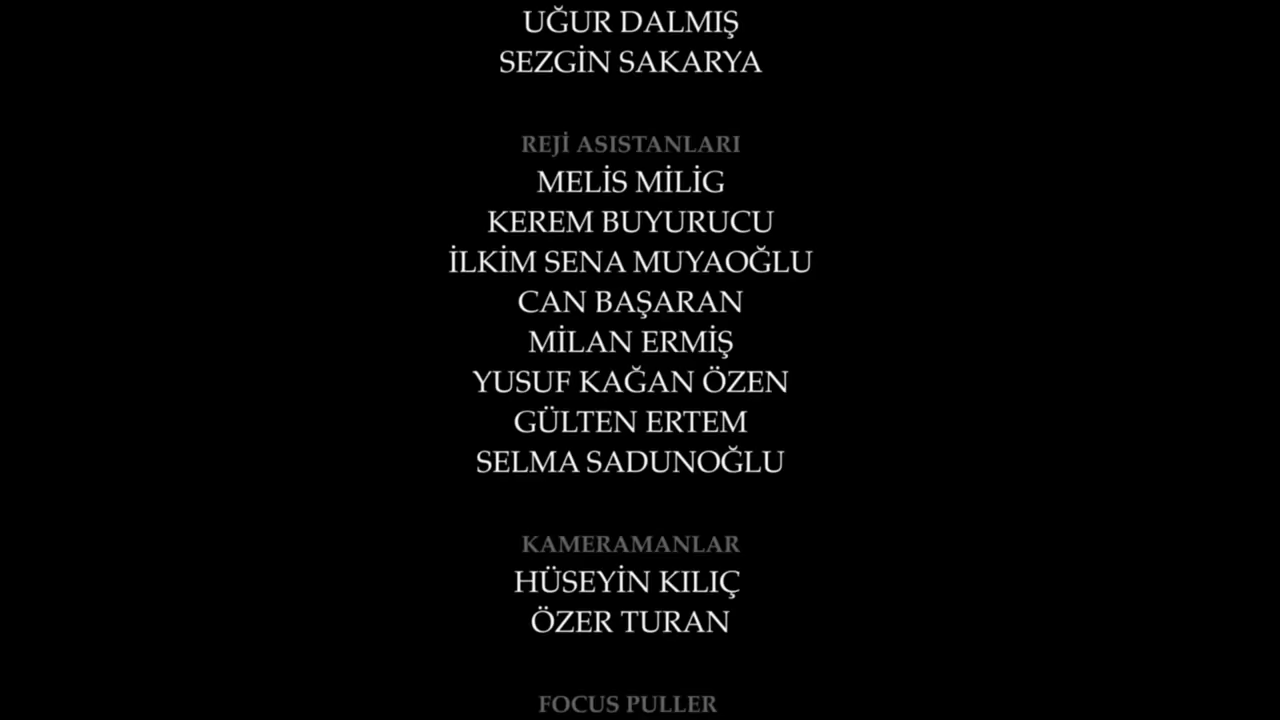 UĞUR DALMIŞ
SEZGİN SAKARYA
REJİ ASISTANLARI
MELİS MİLİG
KEREM BUYURUCU
İLKİM SENA MUYAOĞLU
CAN BAŞARAN
MİLAN ERMİŞ
YUSUF KAĞAN ÖZEN
GÜLTEN ERTEM
SELMA SADUNOĞLU
KAMERAMANLAR
HÜSEYİN KILIÇ
ÖZER TURAN
FOCUS PULLER